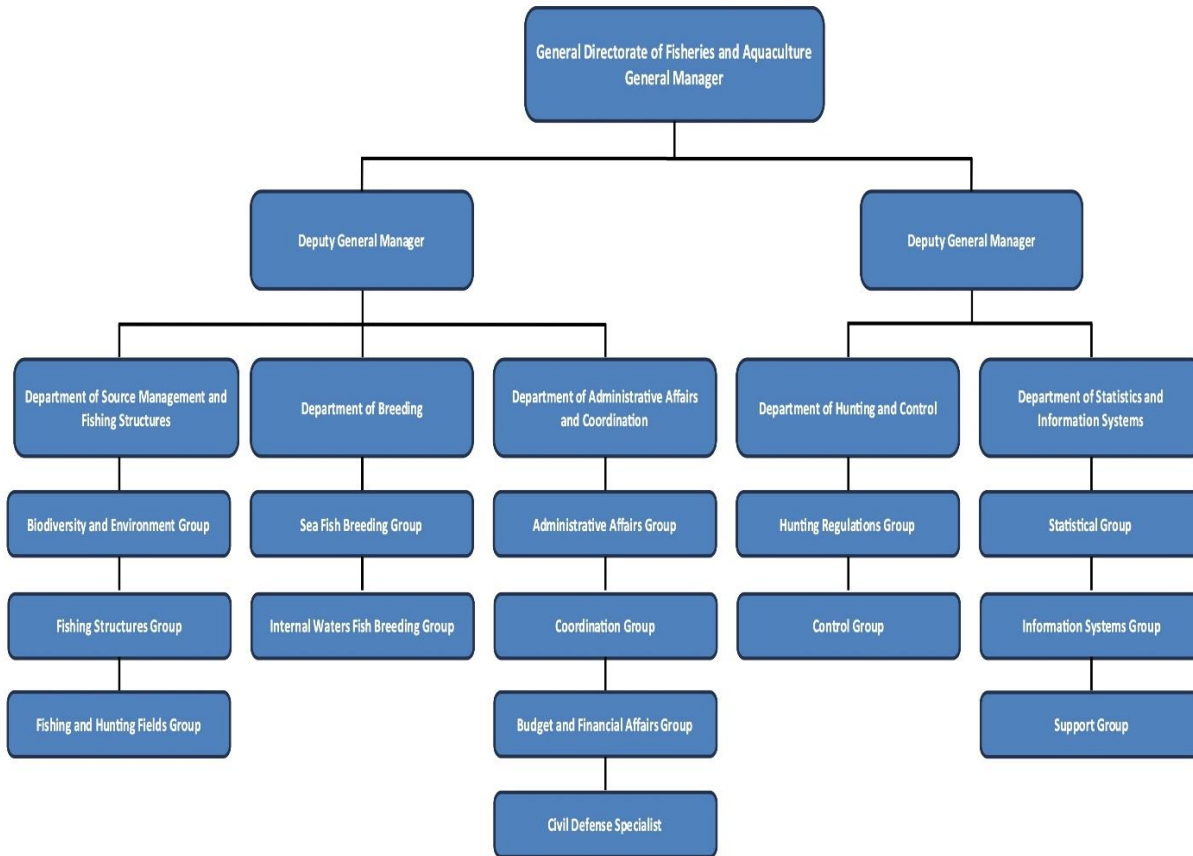 General Directorate of Fisheries and Aquaculture
General Manager
Deputy General Manager
Deputy General Manager
Department of Source Management and
Fishing Structures
Department of Breeding
Department of Administrative Affairs
and Coordination
Department of Hunting and Control
Department of Statistics and
Information Systems
Biodiversity and Environment Group
Sea Fish Breeding Group
Administrative Affairs Group
Hunting Regulations Group
Statistical Group
Fishing Structures Group
Internal Waters Fish Breeding Group
Coordination Group
Control Group
Information Systems Group
Fishing and Hunting Fields Group
Budget and Financial Affairs Group
Support Group
Civil Defense Specialist